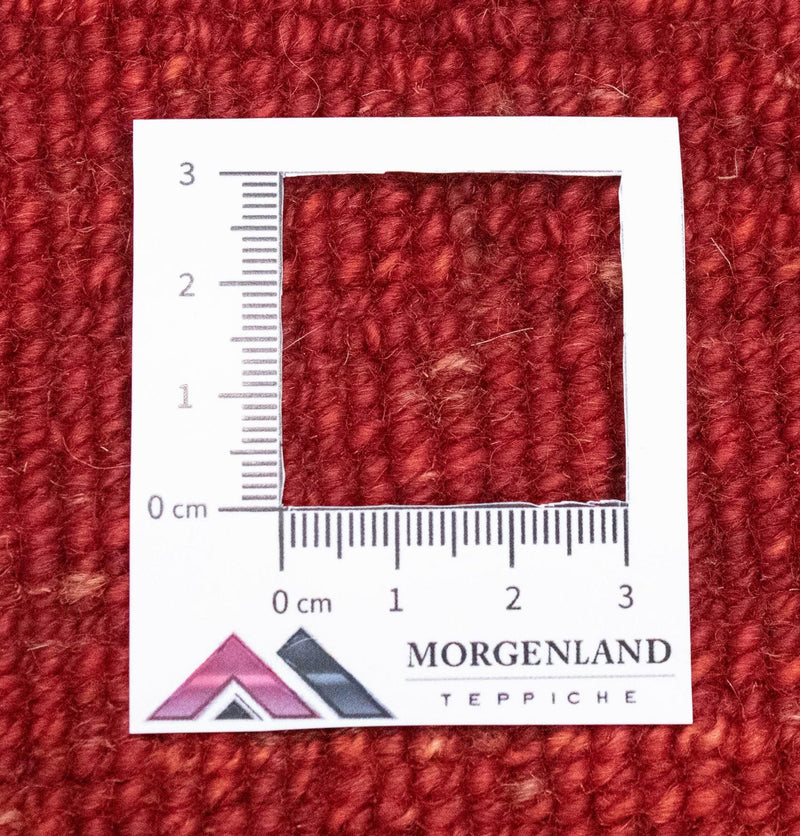 3
2
1
0 cm
0 cm 1 2 3
MORGENLAND
TEPPICHE